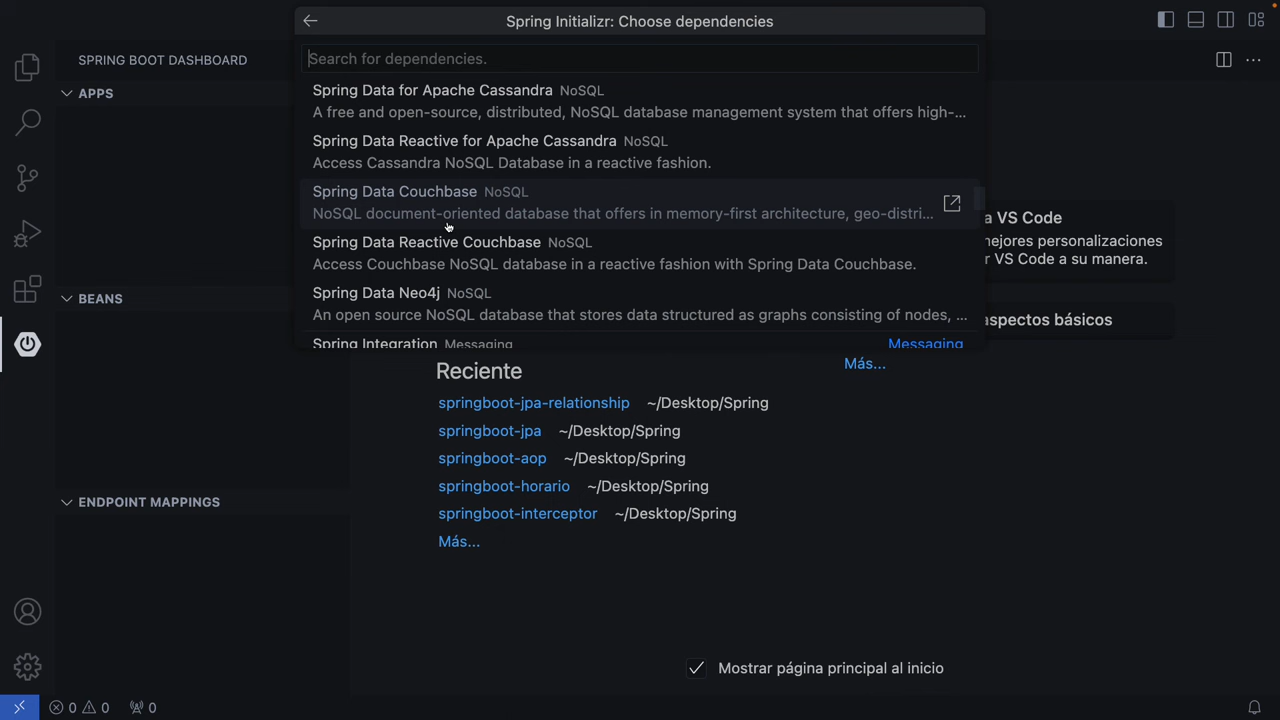 Spring Initializr: Choose dependencies
SPRING BOOT DASHBOARD
Search for dependencies.
APPS
Spring Data for Apache Cassandra NoSQL
A free and open-source, distributed, NoSQL database management system that offers high-...
Spring Data Reactive for Apache Cassandra NoSQL
Access Cassandra NoSQL Database in a reactive fashion.
Spring Data Couchbase NoSQL
NoSQL document-oriented database that offers in memory-first architecture, geo-distri...
Spring Data Reactive Couchbase NoSQL
Access Couchbase NoSQL database in a reactive fashion with Spring Data Couchbase.
Spring Data Neo4j NoSQL
An open source NoSQL database that stores data structured as graphs consisting of nodes, ...
Spring Integration Messaging Messaging
a VS Code
mejores personalizaciones
r VS Code a su manera.
aspectos básicos
Más...
BEANS
Reciente
springboot-jpa-relationship ~/Desktop/Spring
springboot-jpa ~/Desktop/Spring
springboot-aop ~/Desktop/Spring
springboot-horario ~/Desktop/Spring
springboot-interceptor ~/Desktop/Spring
Más...
ENDPOINT MAPPINGS
Mostrar página principal al inicio
0 0 0